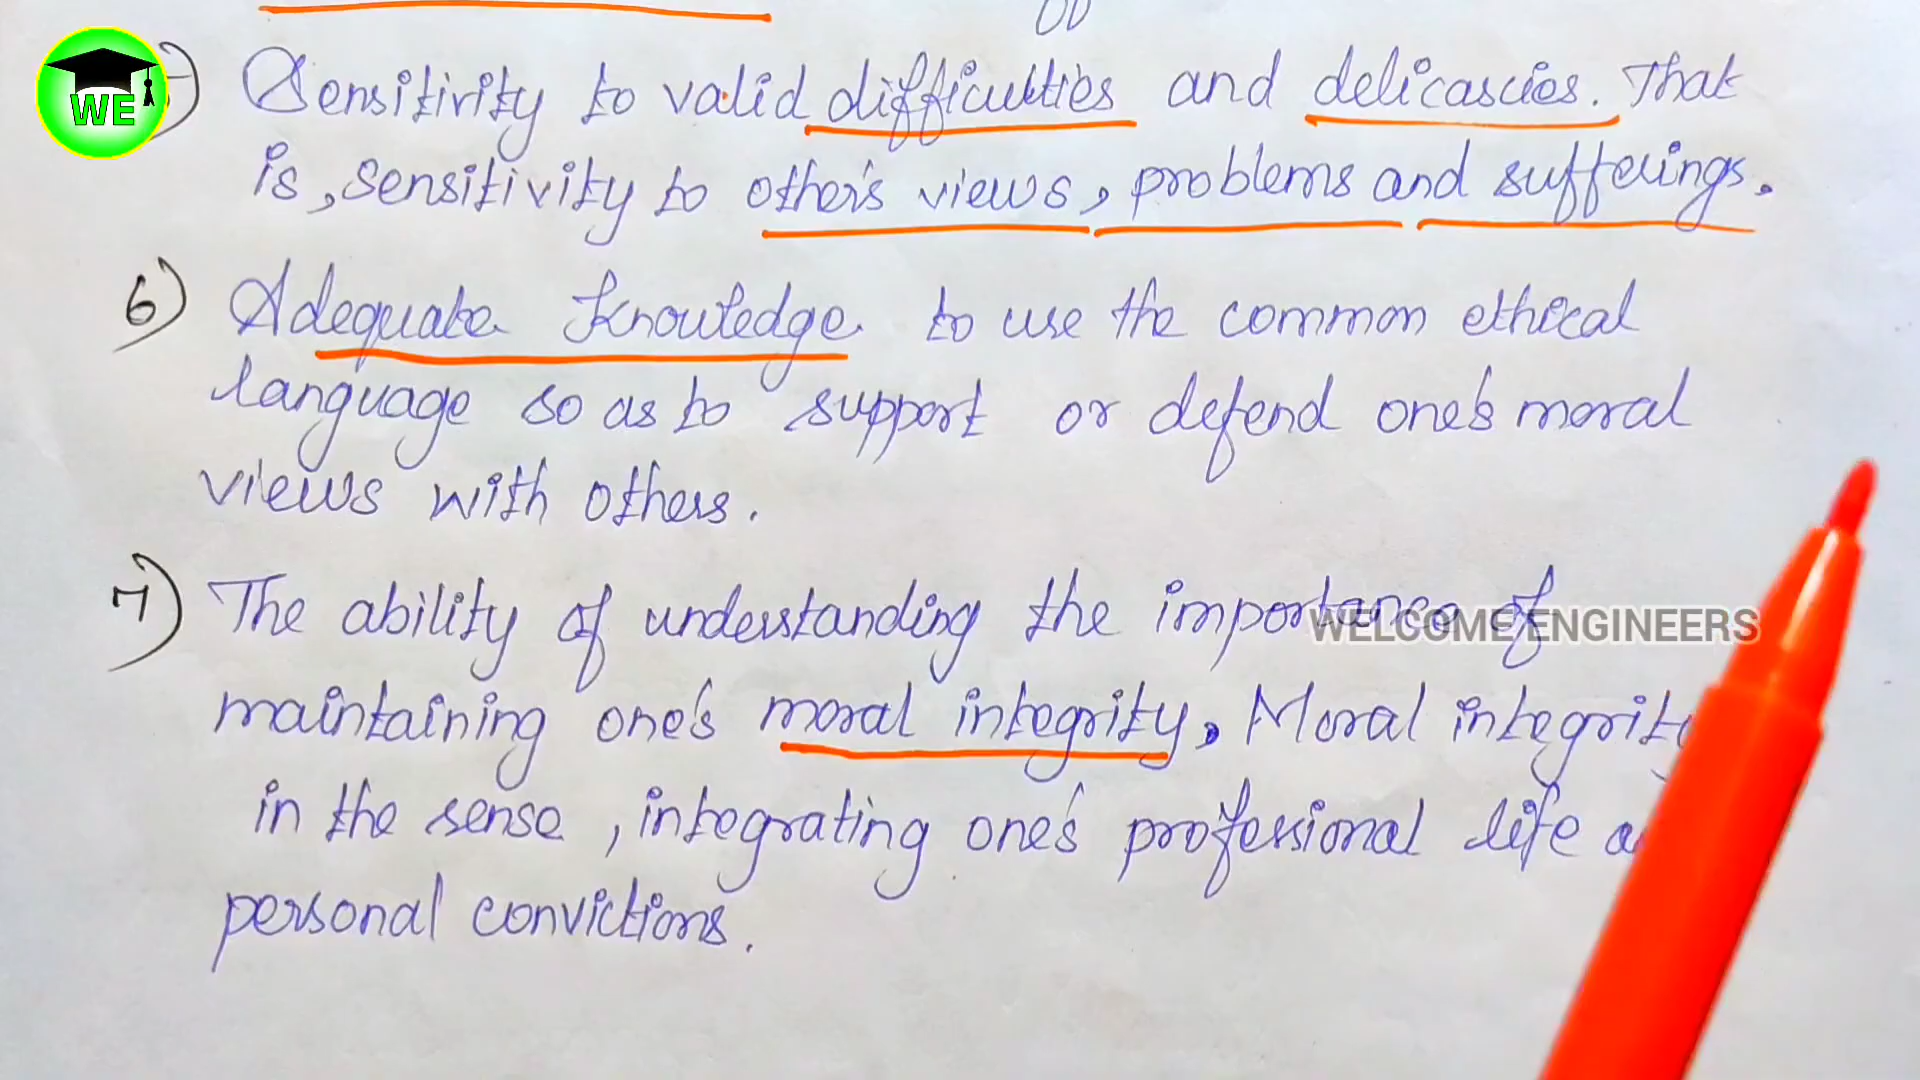 WE
) Sensitivity to valid difficulties and delicascies. That
is, sensitivity to other's views, problems and sufferings.
6) Adequate knowledge to use the common ethical
language so as to support or defend one's moral
views with others.
7) The ability of understanding the importance of
WELCOME ENGINEERS
maintaining one's moral integrity. Moral integrity
in the sense, integrating one's professional life
personal convictions.